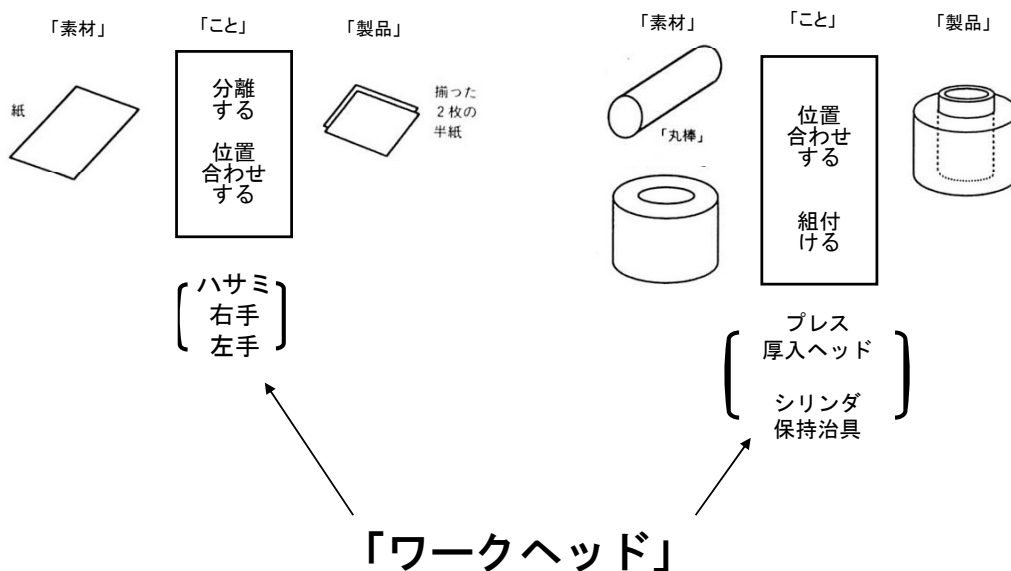 「素材」
「こと」
「製品」
紙
分離
する
位置
合わせ
する
揃った
2枚の
半紙
ハサミ
右手
左手
「素材」
「こと」
「製品」
「丸棒」
位置
合わせ
する
組付
ける
プレス
厚入ヘッド
シリンダ
保持治具
「ワークヘッド」